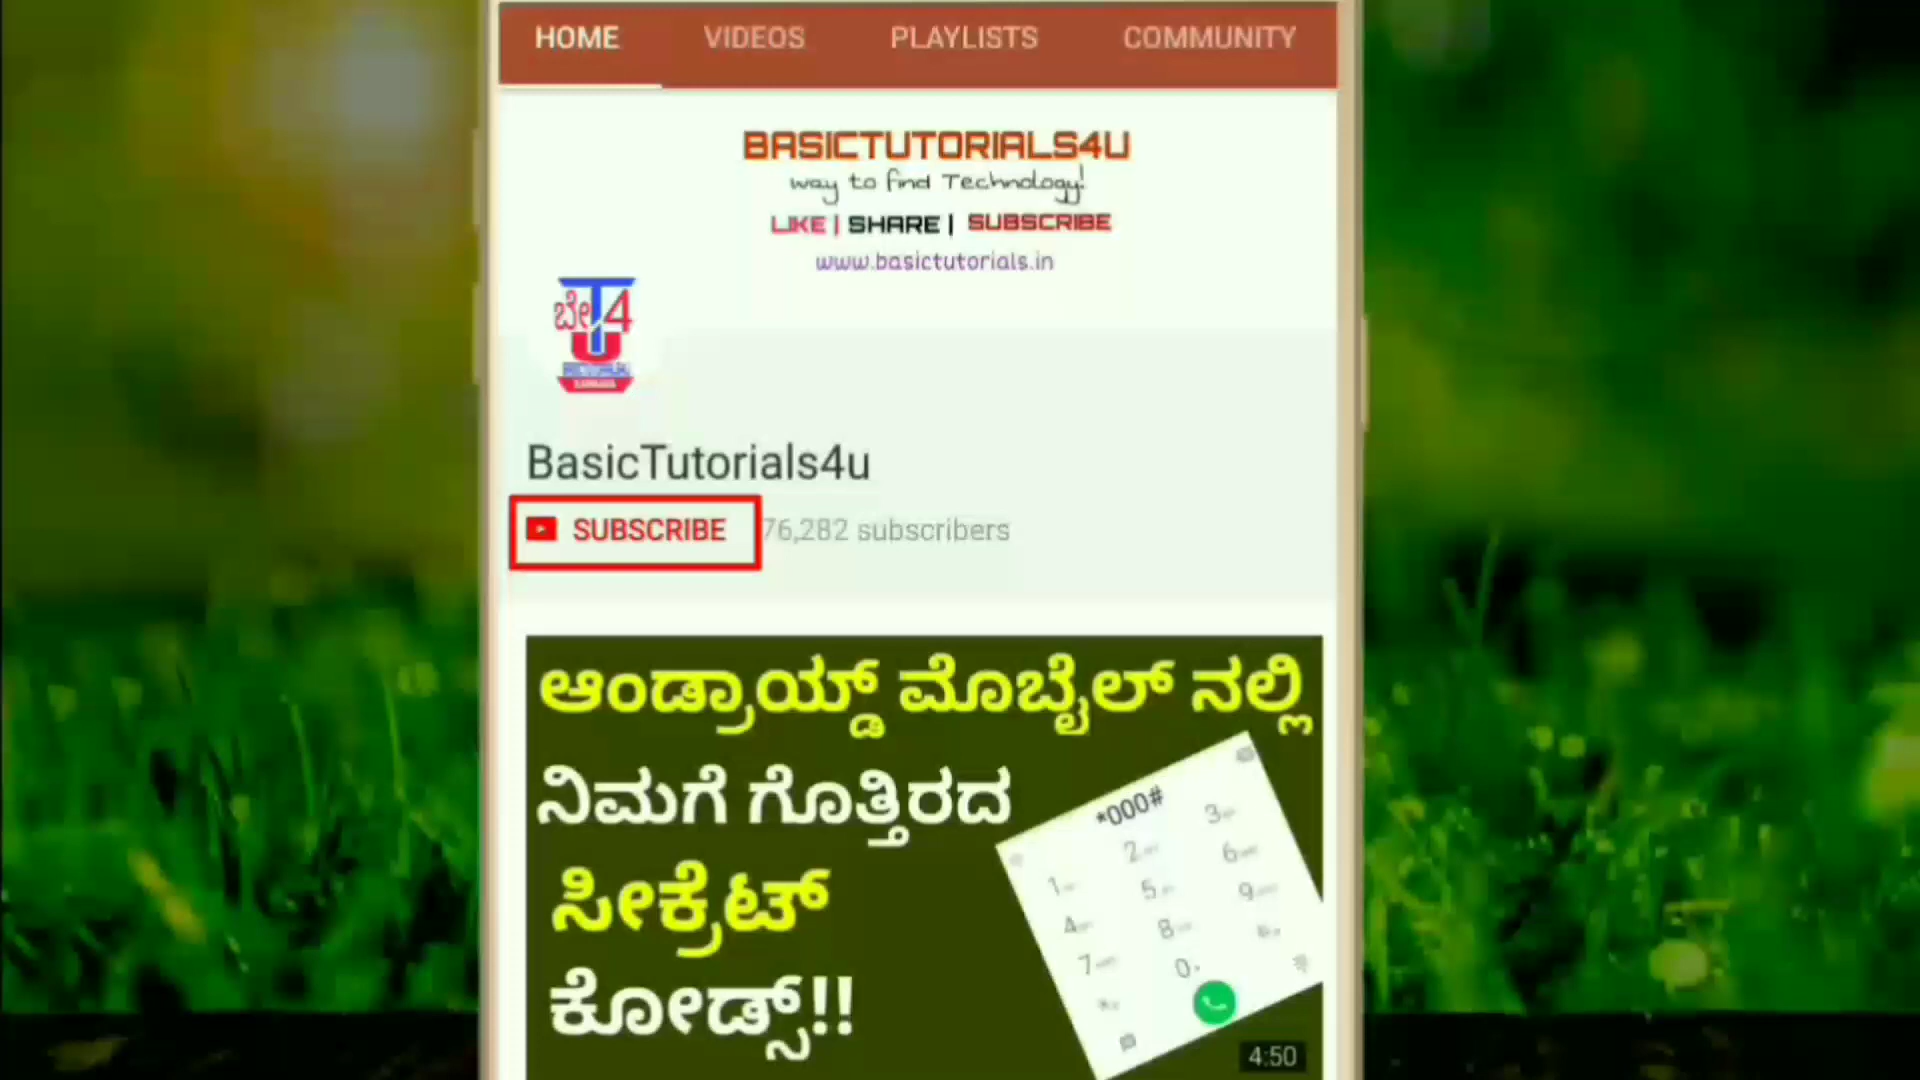 HOME VIDEOS PLAYLISTS COMMUNITY
BASICTUTORIALS4U
way to find Technology!
LIKE | SHARE | SUBSCRIBE
www.basictutorials.in
ಬೇ T 4
U
BasicTutorials4u
SUBSCRIBE 76,282 subscribers
ಆಂಡ್ರಾಯ್ಡ್ ಮೊಬೈಲ್ ನಲ್ಲಿ
ನಿಮಗೆ ಗೊತ್ತಿರದ
ಸೀಕ್ರೆಟ್
ಕೋಡ್ಸ್!!
*000#
1 2 3
4 5 6
7 8 9
0
4:50